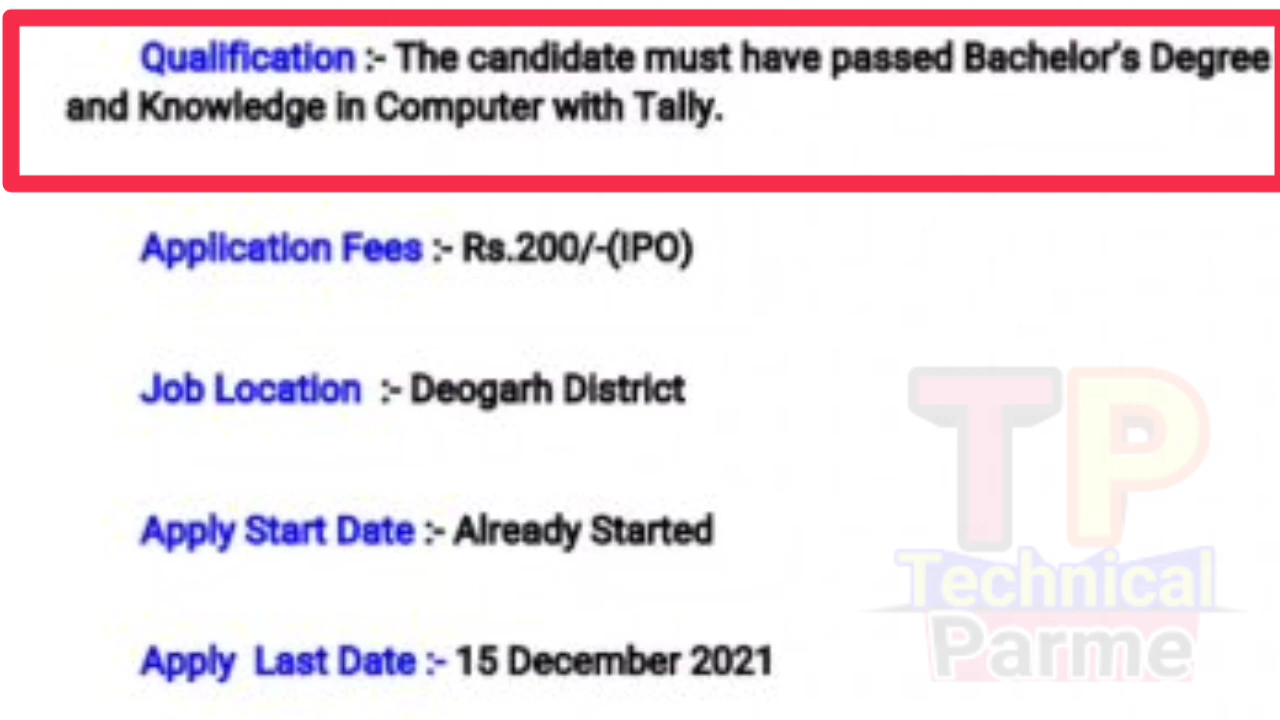 Qualification :- The candidate must have passed Bachelor's Degree
and Knowledge in Computer with Tally.
Application Fees :- Rs.200/-(IPO)
Job Location :- Deogarh District
Apply Start Date :- Already Started
Apply Last Date :- 15 December 2021
TP
Technical
Parme